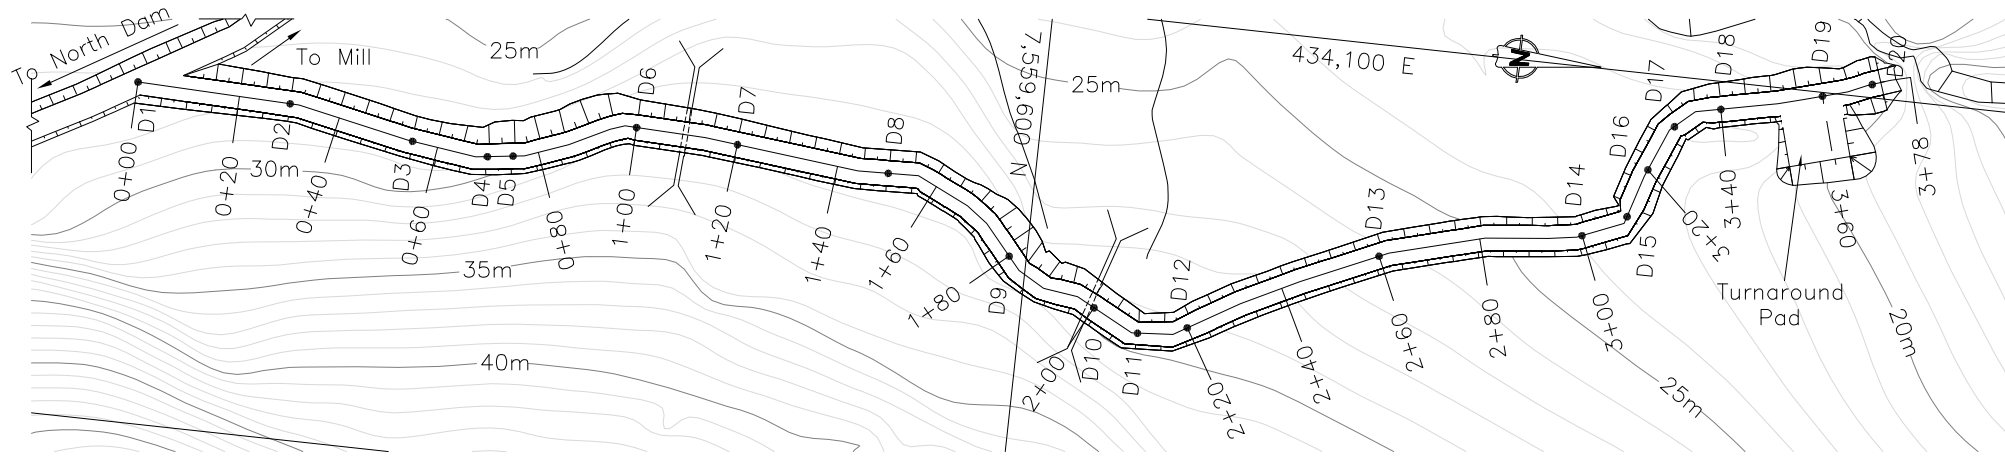 To North Dam
To Mill
25m
30m
35m
40m
25m
7,559,600 N
434,100 E
N
D1
D2
D3
D4
D5
D6
D7
D8
D9
D10
D11
D12
D13
D14
D15
D16
D17
D18
D19
D20
0+00
0+20
0+40
0+60
0+80
1+00
1+20
1+40
1+60
1+80
2+00
2+20
2+40
2+60
2+80
3+00
3+20
3+40
3+60
3+78
Turnaround
Pad
20m
25m